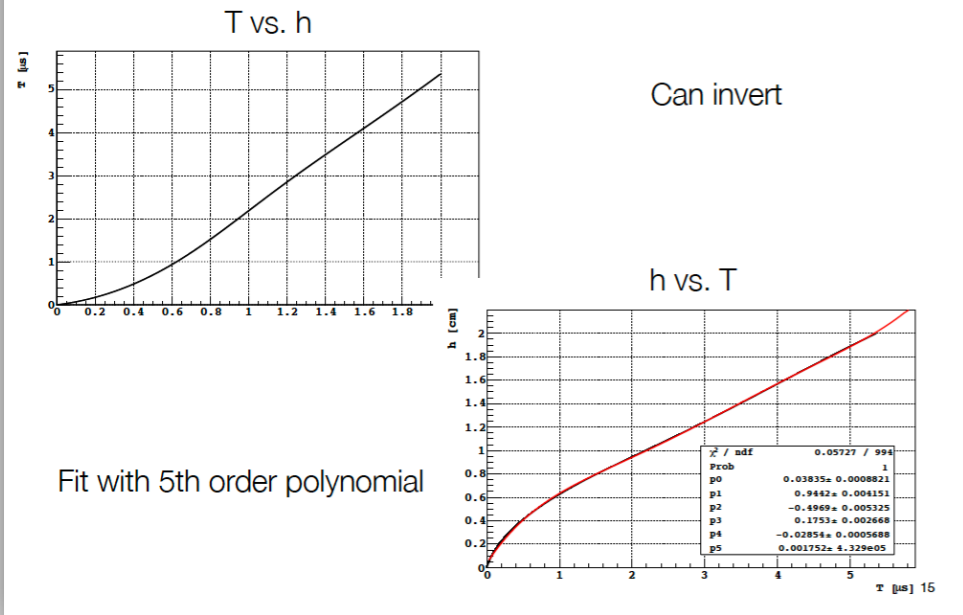 T vs. h
T [µs]
5
4
3
2
1
0
0 0.2 0.4 0.6 0.8 1 1.2 1.4 1.6 1.8
Can invert
h vs. T
h [cm]
2
1.8
1.6
1.4
1.2
1
0.8
0.6
0.4
0.2
0
0 1 2 3 4 5
T [µs]
χ² / ndf 0.05727 / 994
Prob 1
p0 0.03835± 0.0008821
p1 0.9442± 0.004151
p2 -0.4969± 0.005325
p3 0.1753± 0.002668
p4 -0.02854± 0.0005688
p5 0.001752± 4.329e05
Fit with 5th order polynomial
15